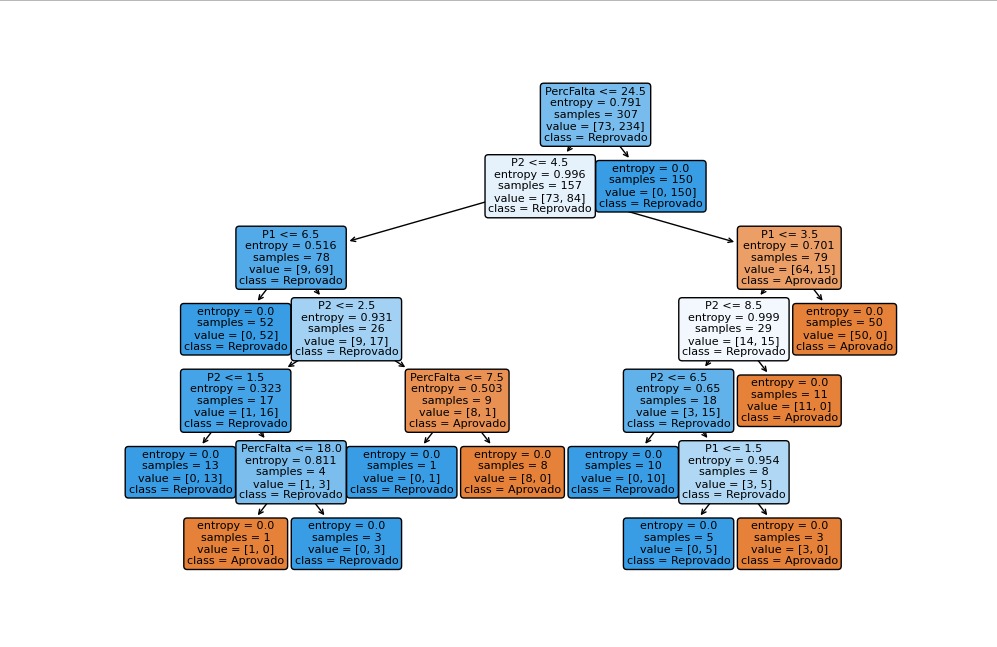 PercFalta <= 24.5
entropy = 0.791
samples = 307
value = [73, 234]
class = Reprovado
P2 <= 4.5
entropy = 0.996
samples = 157
value = [73, 84]
class = Reprovado
entropy = 0.0
samples = 150
value = [0, 150]
class = Reprovado
P1 <= 6.5
entropy = 0.516
samples = 78
value = [9, 69]
class = Reprovado
P1 <= 3.5
entropy = 0.701
samples = 79
value = [64, 15]
class = Aprovado
entropy = 0.0
samples = 52
value = [0, 52]
class = Reprovado
P2 <= 2.5
entropy = 0.931
samples = 26
value = [9, 17]
class = Reprovado
P2 <= 8.5
entropy = 0.999
samples = 29
value = [14, 15]
class = Reprovado
entropy = 0.0
samples = 50
value = [50, 0]
class = Aprovado
P2 <= 1.5
entropy = 0.323
samples = 17
value = [1, 16]
class = Reprovado
PercFalta <= 7.5
entropy = 0.503
samples = 9
value = [8, 1]
class = Aprovado
P2 <= 6.5
entropy = 0.65
samples = 18
value = [3, 15]
class = Reprovado
entropy = 0.0
samples = 11
value = [11, 0]
class = Aprovado
entropy = 0.0
samples = 13
value = [0, 13]
class = Reprovado
PercFalta <= 18.0
entropy = 0.811
samples = 4
value = [1, 3]
class = Reprovado
entropy = 0.0
samples = 1
value = [0, 1]
class = Reprovado
entropy = 0.0
samples = 8
value = [8, 0]
class = Aprovado
entropy = 0.0
samples = 10
value = [0, 10]
class = Reprovado
P1 <= 1.5
entropy = 0.954
samples = 8
value = [3, 5]
class = Reprovado
entropy = 0.0
samples = 1
value = [1, 0]
class = Aprovado
entropy = 0.0
samples = 3
value = [0, 3]
class = Reprovado
entropy = 0.0
samples = 5
value = [0, 5]
class = Reprovado
entropy = 0.0
samples = 3
value = [3, 0]
class = Aprovado